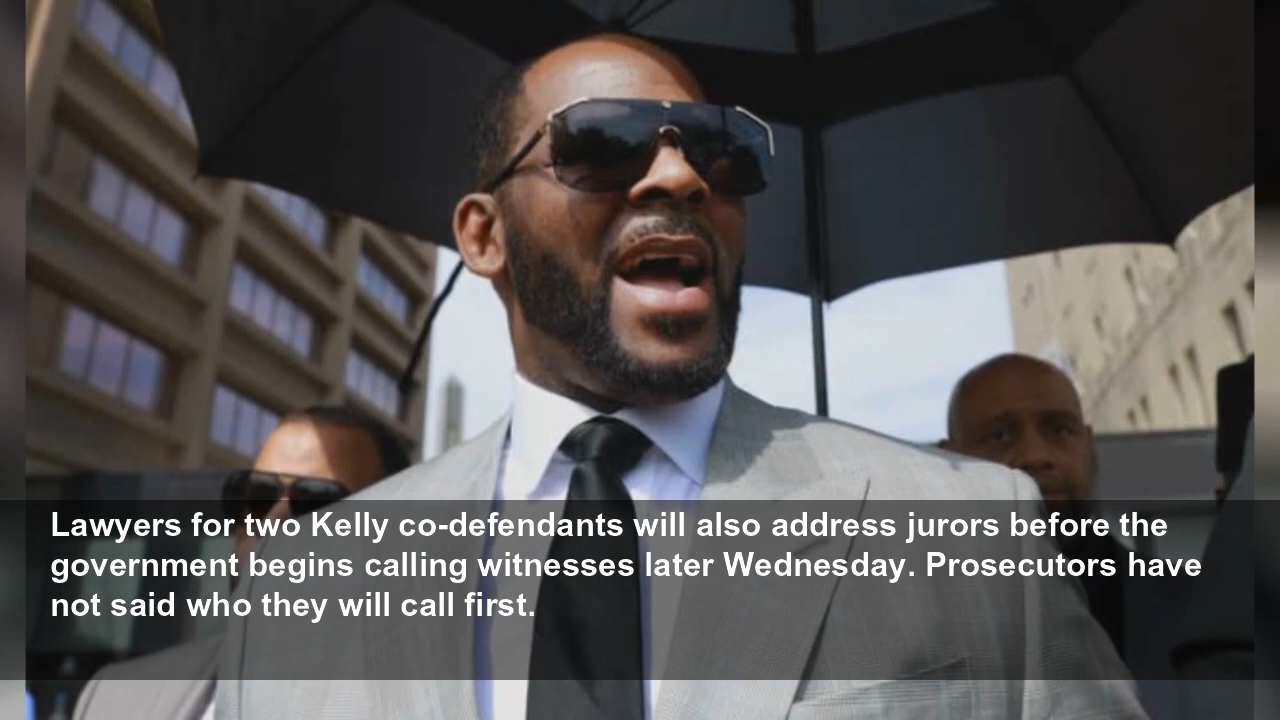 Lawyers for two Kelly co-defendants will also address jurors before the
government begins calling witnesses later Wednesday. Prosecutors have
not said who they will call first.